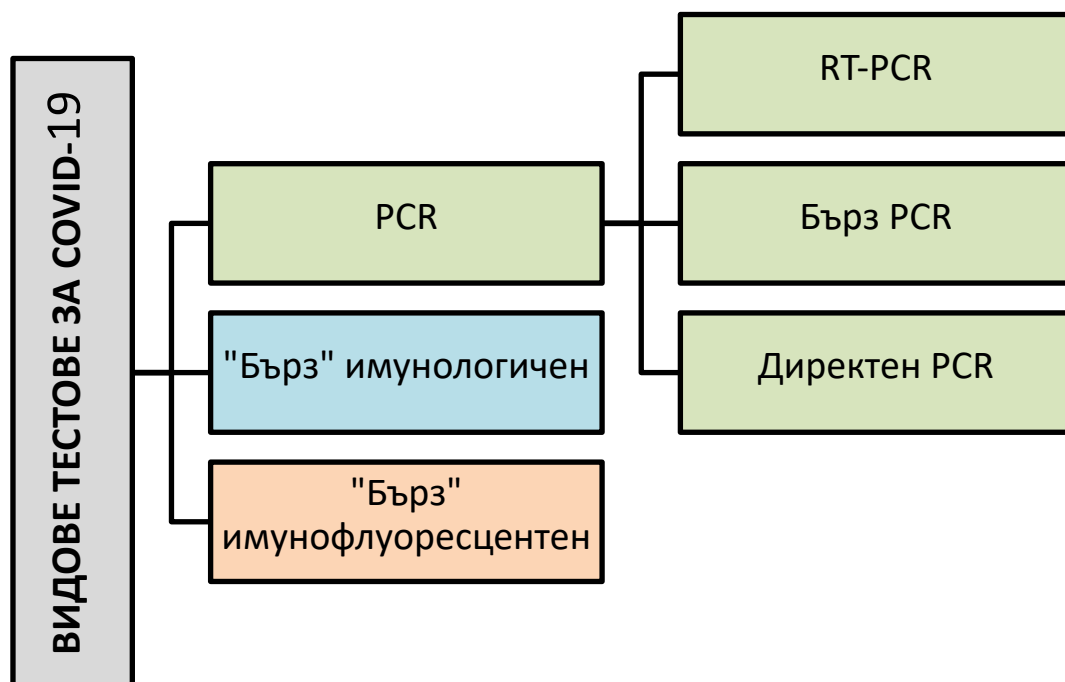 ВИДОВЕ ТЕСТОВЕ ЗА COVID-19
PCR
"Бърз" имунологичен
"Бърз"
имунофлуоресцентен
RT-PCR
Бърз PCR
Директен PCR